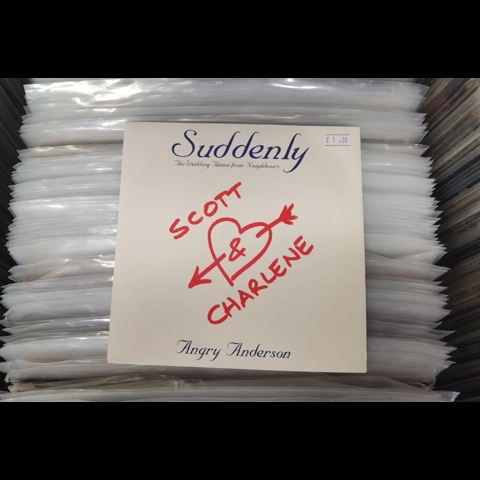 Suddenly
The Wedding Theme from Neighbours
£1.00
SCOTT
&
CHARLENE
Angry Anderson